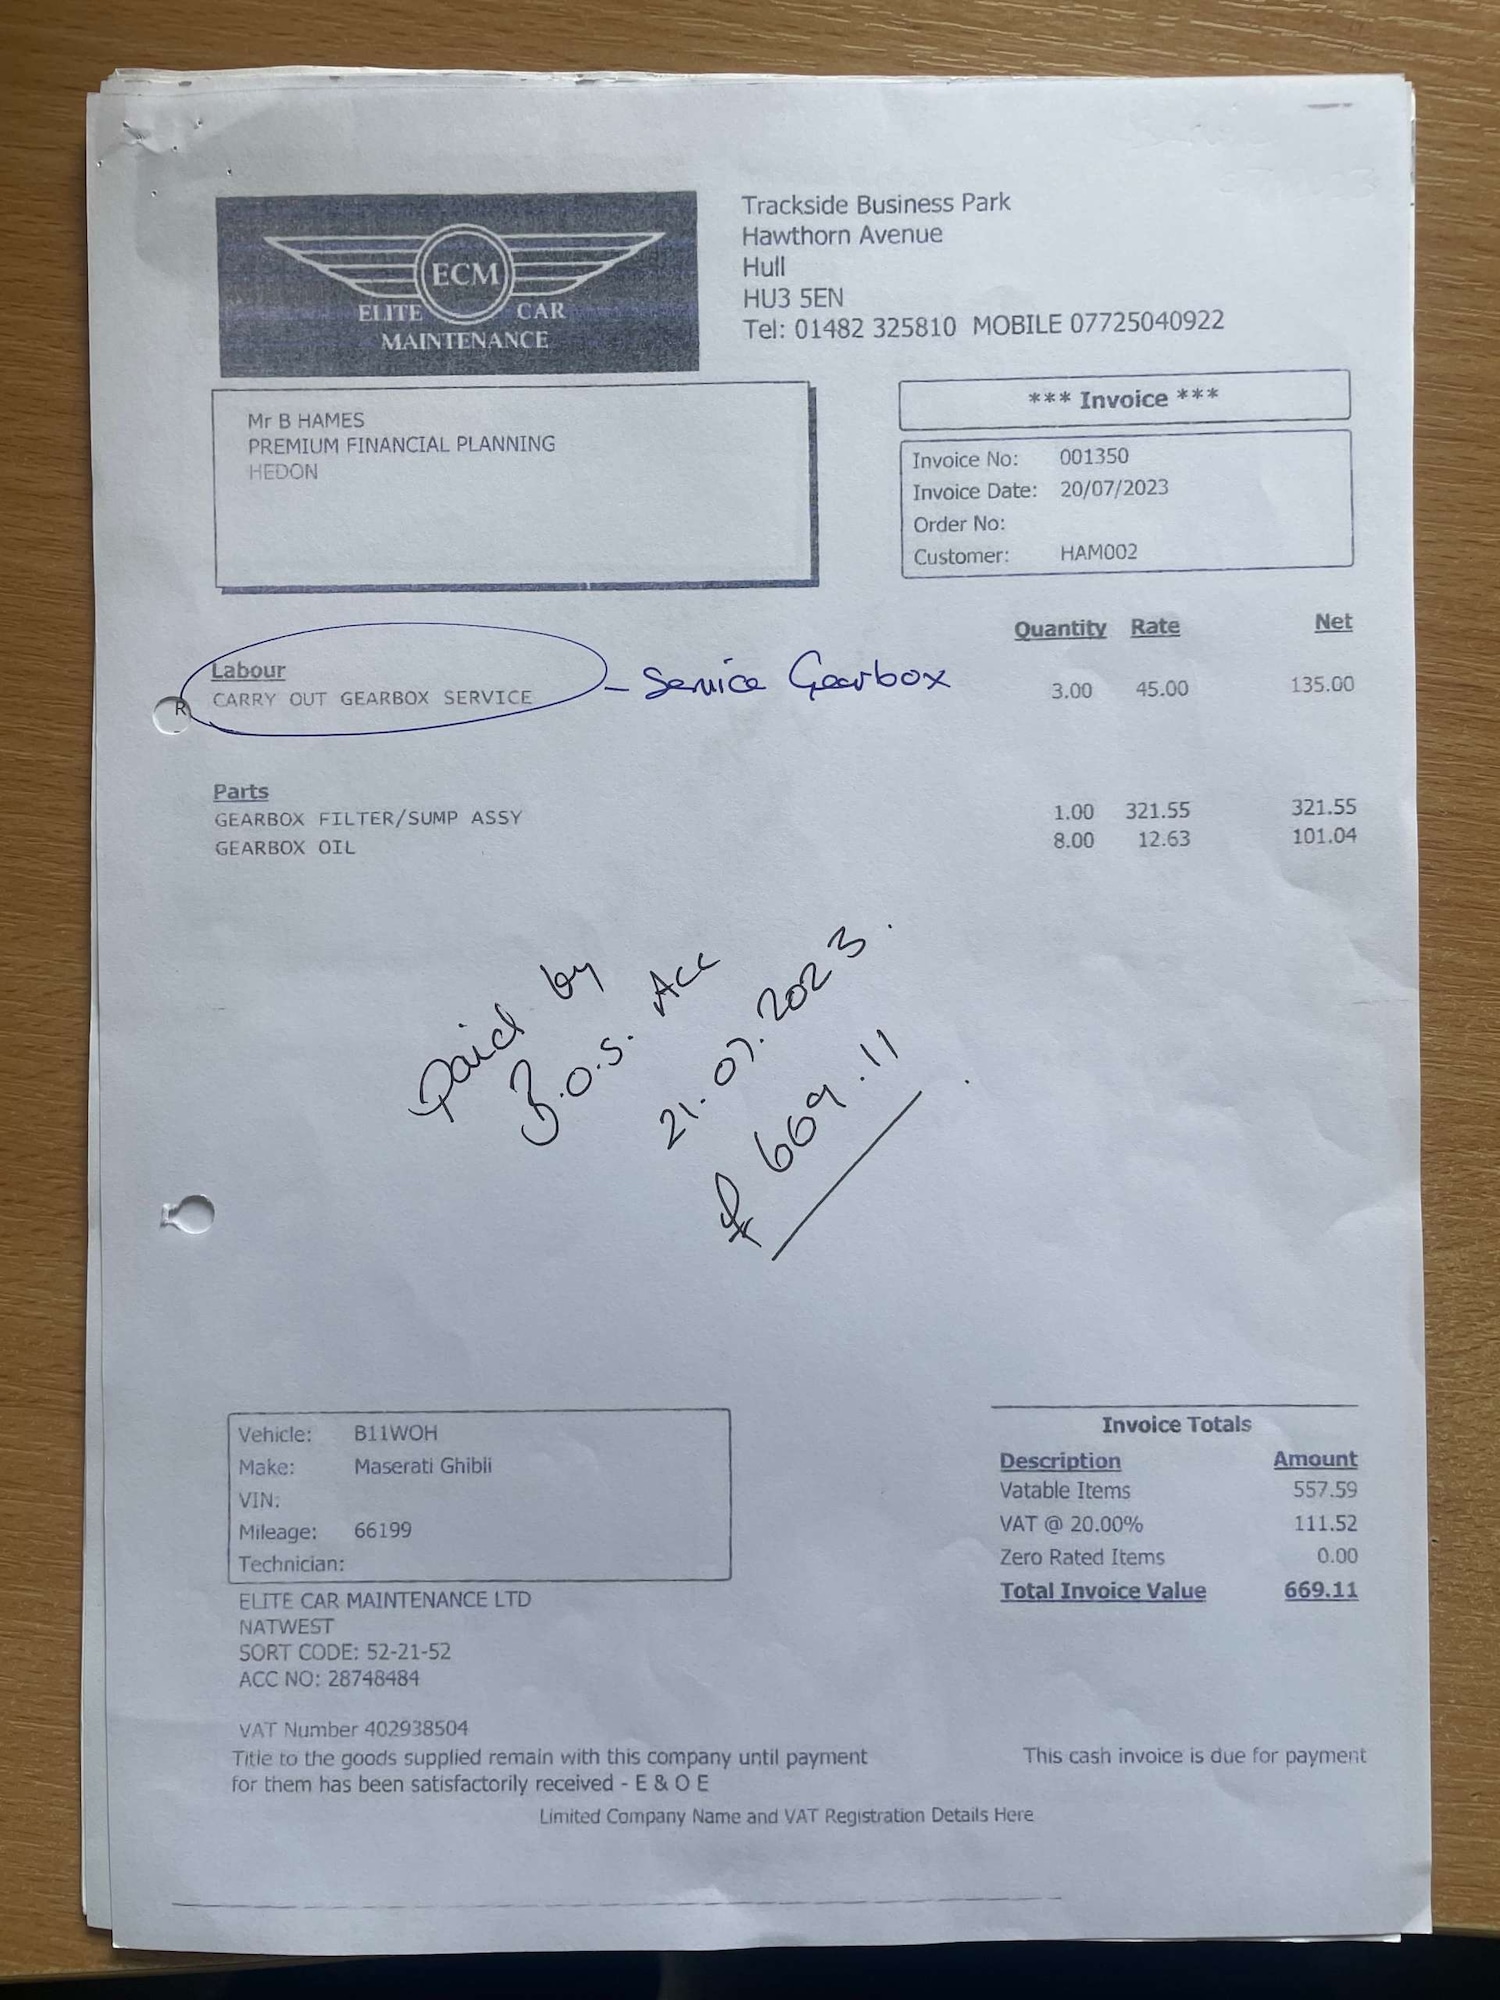 ECM
ELITE CAR
MAINTENANCE
Trackside Business Park
Hawthorn Avenue
Hull
HU3 5EN
Tel: 01482 325810 MOBILE 07725040922
Mr B HAMES
PREMIUM FINANCIAL PLANNING
HEDON
*** Invoice ***
Invoice No: 001350
Invoice Date: 20/07/2023
Order No:
Customer: HAM002
Quantity Rate Net
Labour
R CARRY OUT GEARBOX SERVICE 3.00 45.00 135.00
- Service Gearbox
Parts
GEARBOX FILTER/SUMP ASSY 1.00 321.55 321.55
GEARBOX OIL 8.00 12.63 101.04
Paid by
B.O.S. Acc
21.07.2023.
£669.11
Vehicle: B11WOH
Make: Maserati Ghibli
VIN:
Mileage: 66199
Technician:
Invoice Totals
Description Amount
Vatable Items 557.59
VAT @ 20.00% 111.52
Zero Rated Items 0.00
Total Invoice Value 669.11
ELITE CAR MAINTENANCE LTD
NATWEST
SORT CODE: 52-21-52
ACC NO: 28748484
VAT Number 402938504
Title to the goods supplied remain with this company until payment
for them has been satisfactorily received - E & O E
This cash invoice is due for payment
Limited Company Name and VAT Registration Details Here